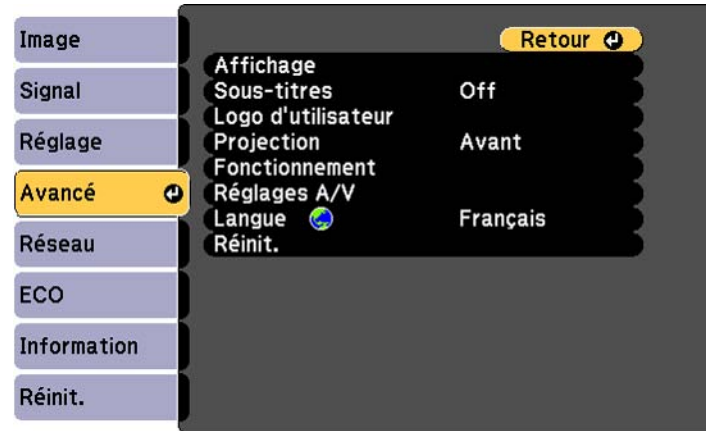 Image
Signal
Réglage
Avancé
Réseau
ECO
Information
Réinit.
Retour
Affichage
Sous-titres Off
Logo d'utilisateur
Projection Avant
Fonctionnement
Réglages A/V
Langue Français
Réinit.